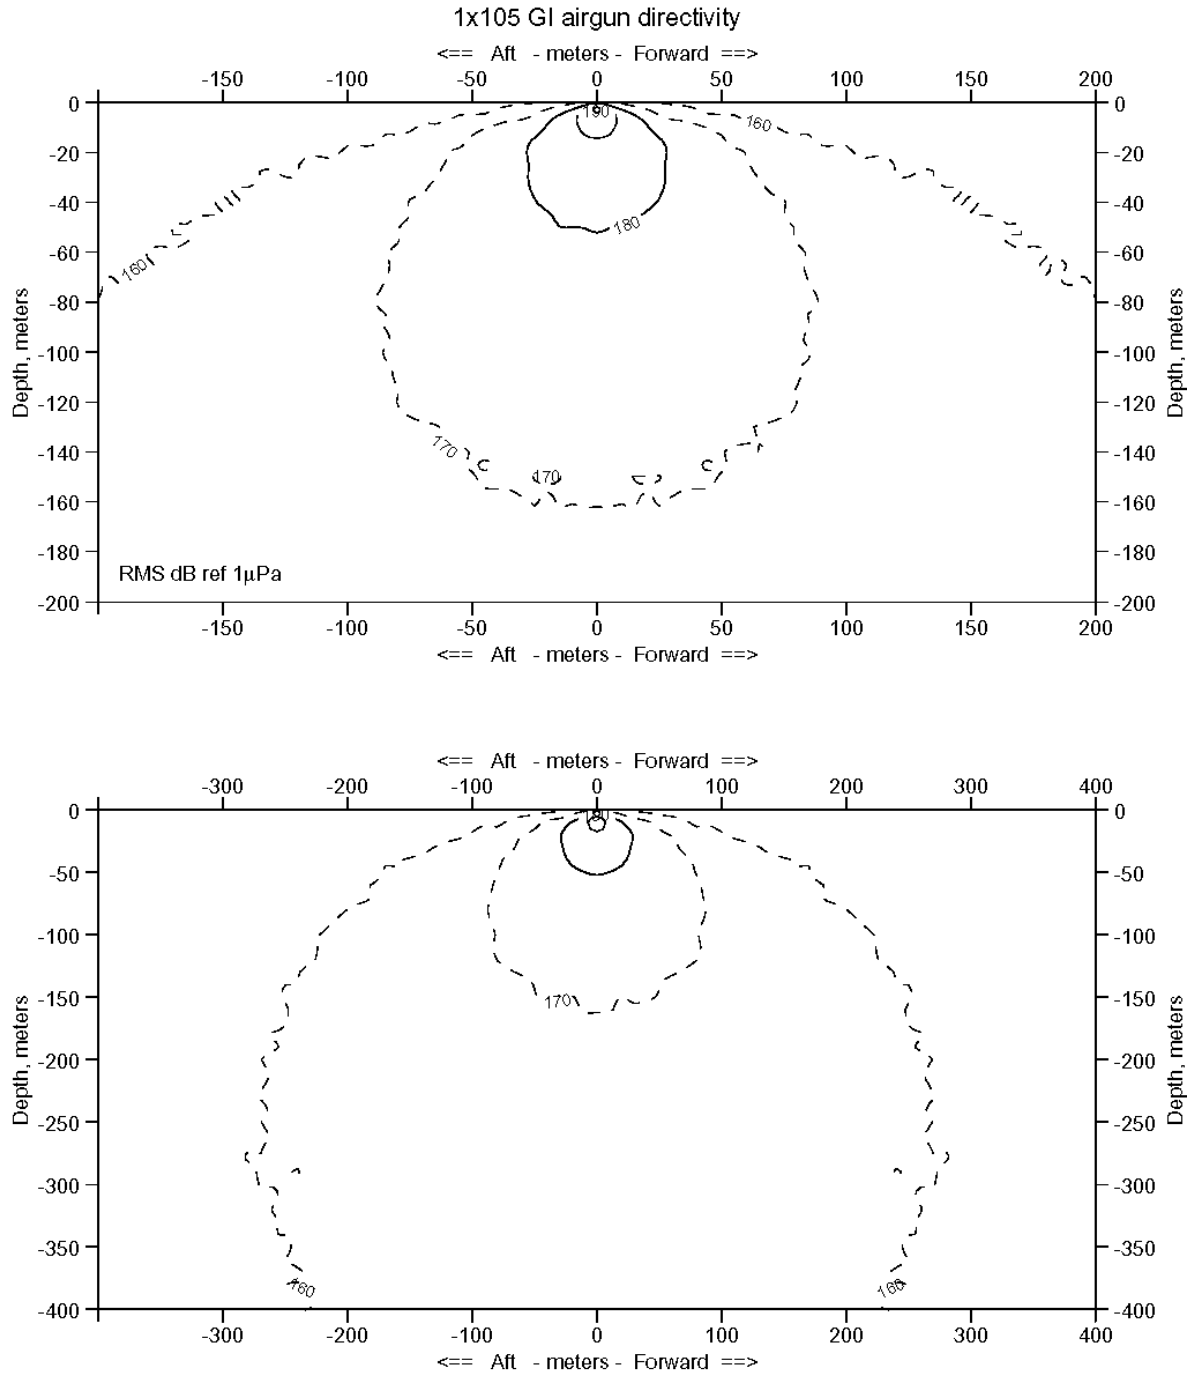 1x105 GI airgun directivity
<== Aft - meters - Forward ==>
-150 -100 -50 0 50 100 150 200
0 190 0
160
-20 -20
-40 -40
180
-60 -60
160
-80 -80
Depth, meters Depth, meters
-100 -100
-120 -120
-140 170 -140
170
-160 -160
-180 -180
RMS dB ref 1μPa
-200 -200
-150 -100 -50 0 50 100 150 200
<== Aft - meters - Forward ==>
<== Aft - meters - Forward ==>
-300 -200 -100 0 100 200 300 400
0 0
-50 -50
-100 -100
-150 170 -150
-200 -200
Depth, meters Depth, meters
-250 -250
-300 -300
-350 -350
160 160
-400 -400
-300 -200 -100 0 100 200 300 400
<== Aft - meters - Forward ==>